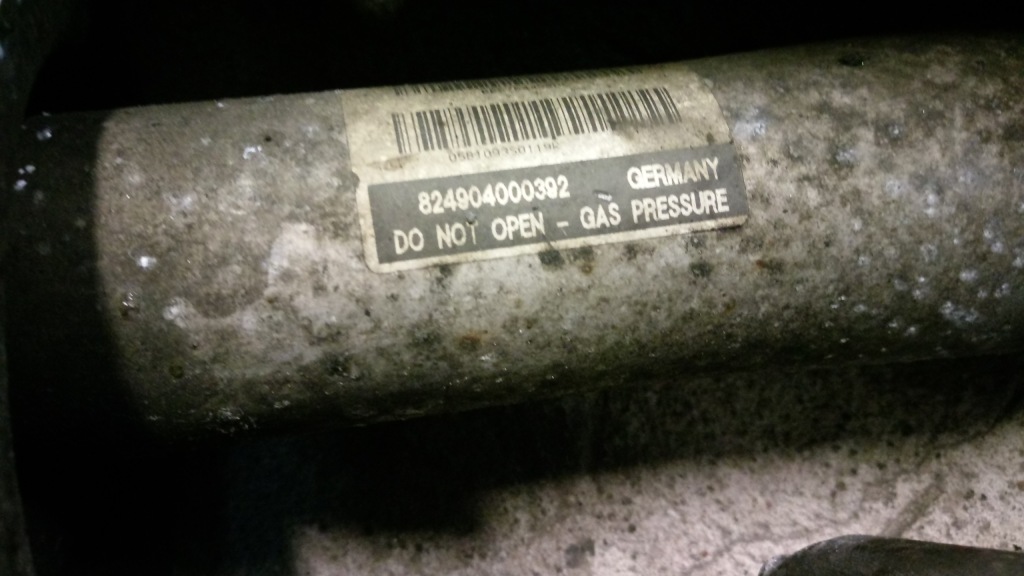 824904000392 GERMANY
DO NOT OPEN - GAS PRESSURE